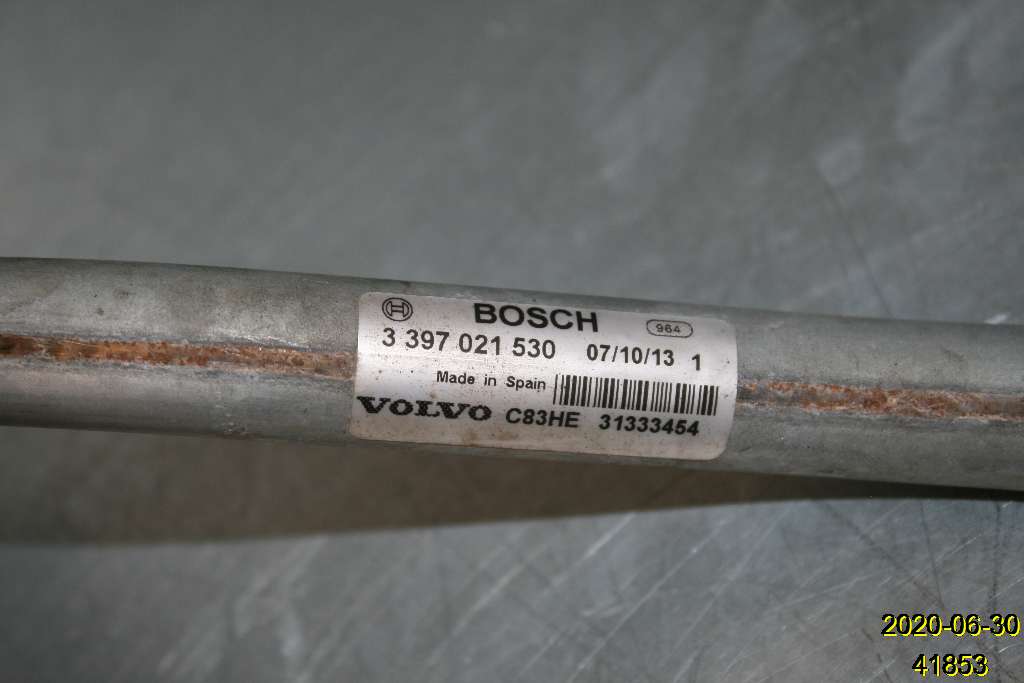 BOSCH 964
3 397 021 530 07/10/13 1
Made in Spain
VOLVO C83HE 31333454
2020-06-30
41853